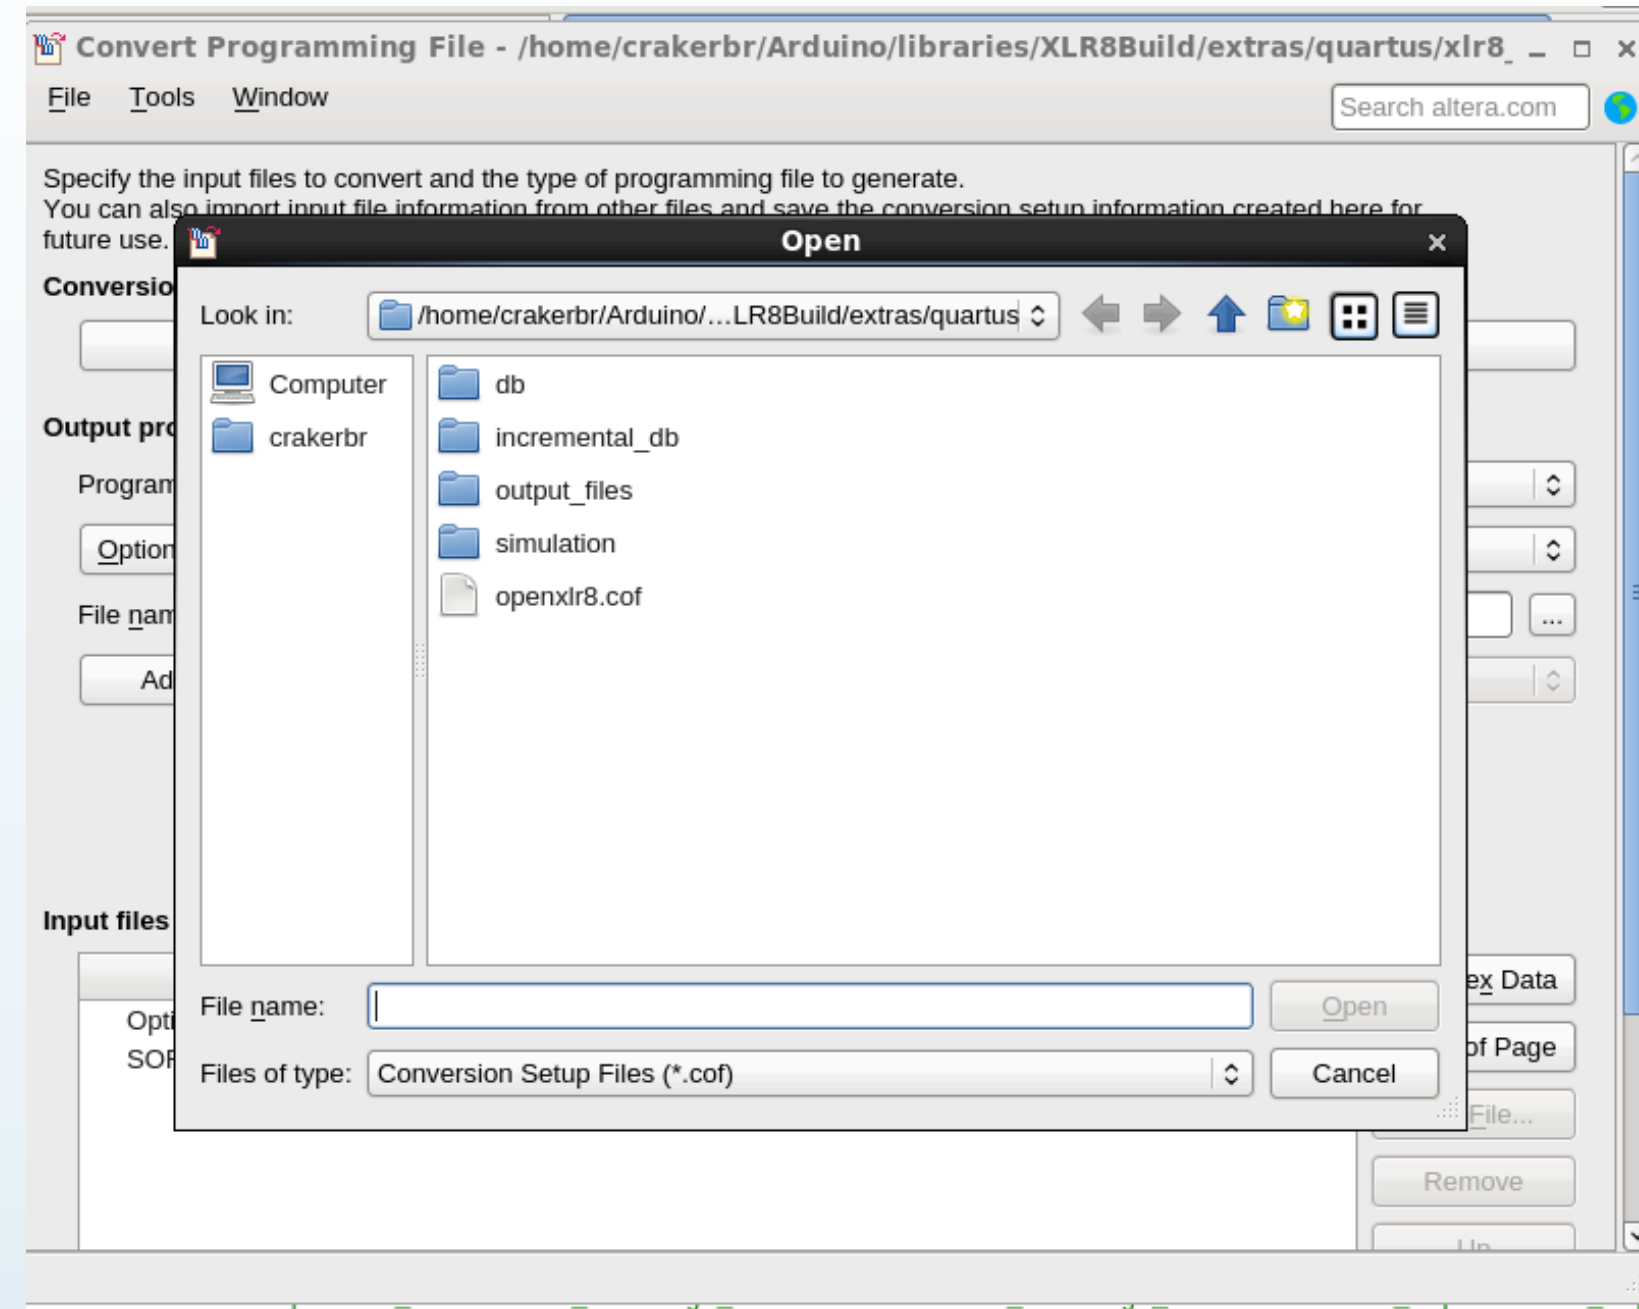 Convert Programming File - /home/crakerbr/Arduino/libraries/XLR8Build/extras/quartus/xlr8_
File Tools Window
Search altera.com
Specify the input files to convert and the type of programming file to generate.
You can also import input file information from other files and save the conversion setup information created here for
future use.
Open
Conversio
Look in: /home/crakerbr/Arduino/...LR8Build/extras/quartus
Computer
crakerbr
db
incremental_db
output_files
simulation
openxlr8.cof
Output pro
Program
Option
File nam
...
Ad
Input files
ex Data
Opti
of Page
SOF
File name:
Open
Files of type: Conversion Setup Files (*.cof)
Cancel
File...
Remove
Up